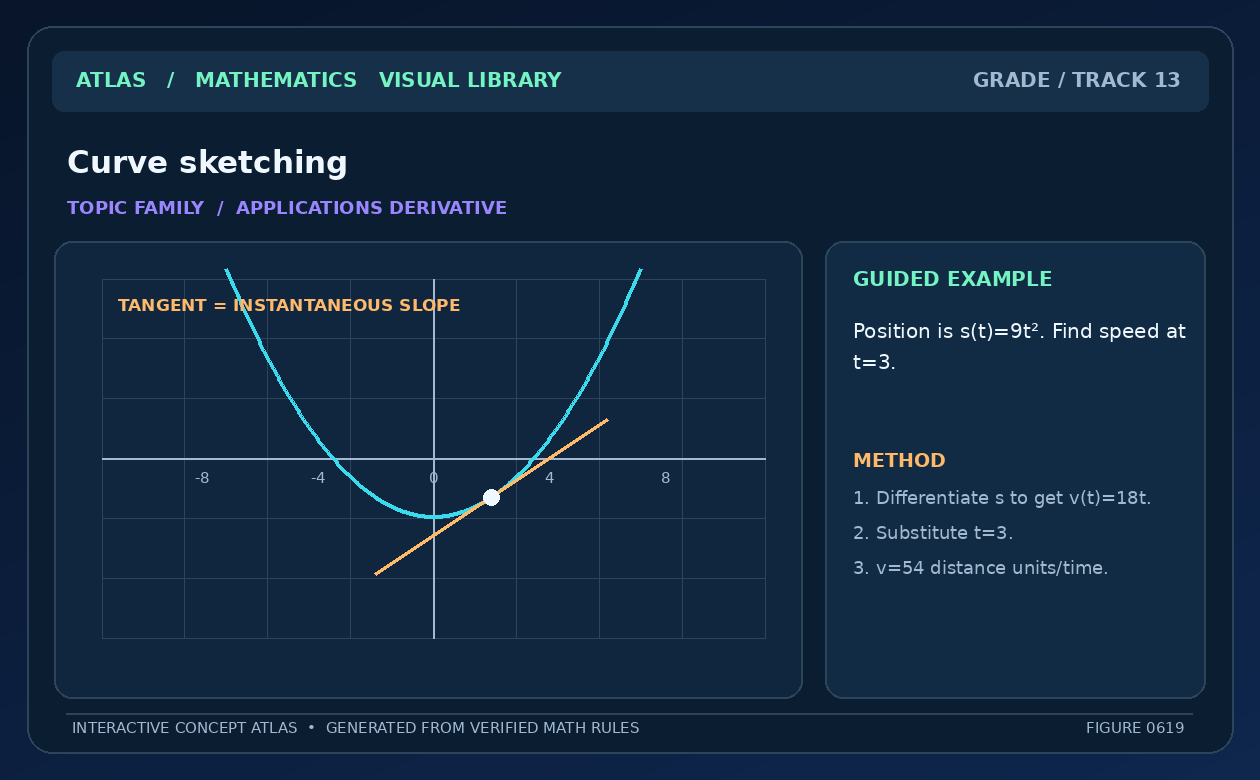 ATLAS / MATHEMATICS VISUAL LIBRARY
GRADE / TRACK 13
Curve sketching
TOPIC FAMILY / APPLICATIONS DERIVATIVE
TANGENT = INSTANTANEOUS SLOPE
-8 -4 0 4 8
GUIDED EXAMPLE
Position is s(t)=9t². Find speed at
t=3.
METHOD
1. Differentiate s to get v(t)=18t.
2. Substitute t=3.
3. v=54 distance units/time.
INTERACTIVE CONCEPT ATLAS • GENERATED FROM VERIFIED MATH RULES
FIGURE 0619